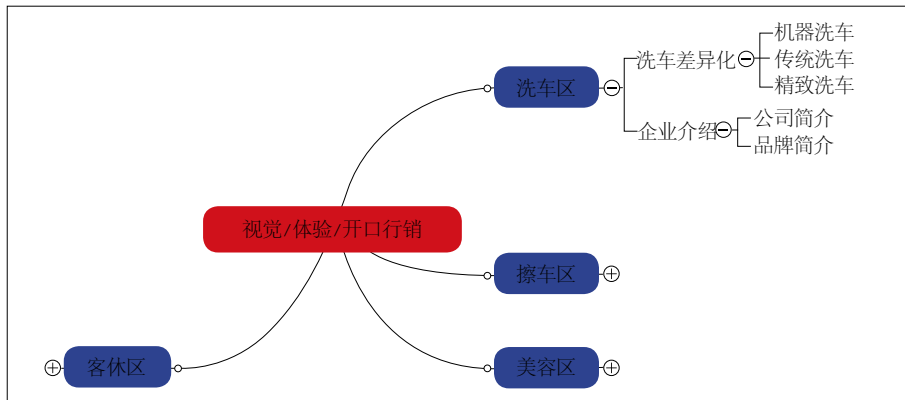 机器洗车
洗车差异化
传统洗车
精致洗车
洗车区
公司简介
企业介绍
品牌简介
视觉/体验/开口行销
擦车区
客休区
美容区